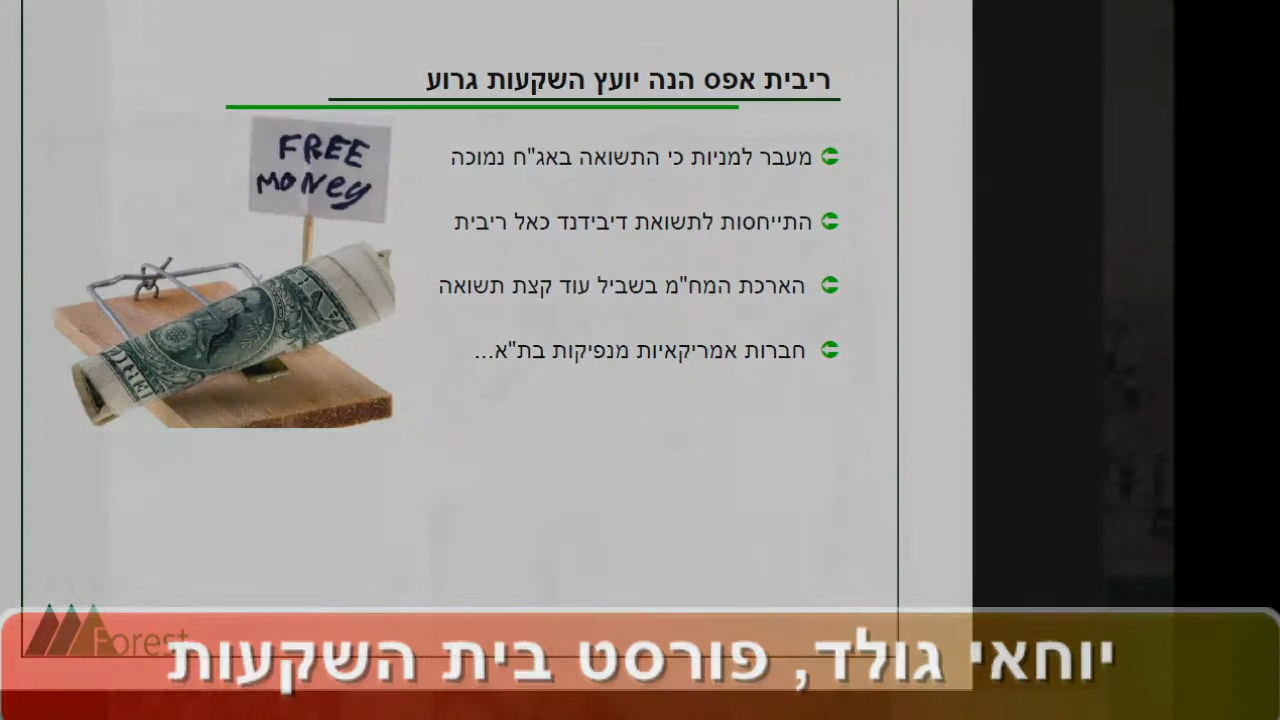 ריבית אפס הנה יועץ השקעות גרוע
FREE
MONEY
מעבר למניות כי התשואה באג"ח נמוכה
התייחסות לתשואת דיבידנד כאל ריבית
הארכת המח"מ בשביל עוד קצת תשואה
חברות אמריקאיות מנפיקות בת"א...
Forest
יוחאי גולד, פורסט בית השקעות